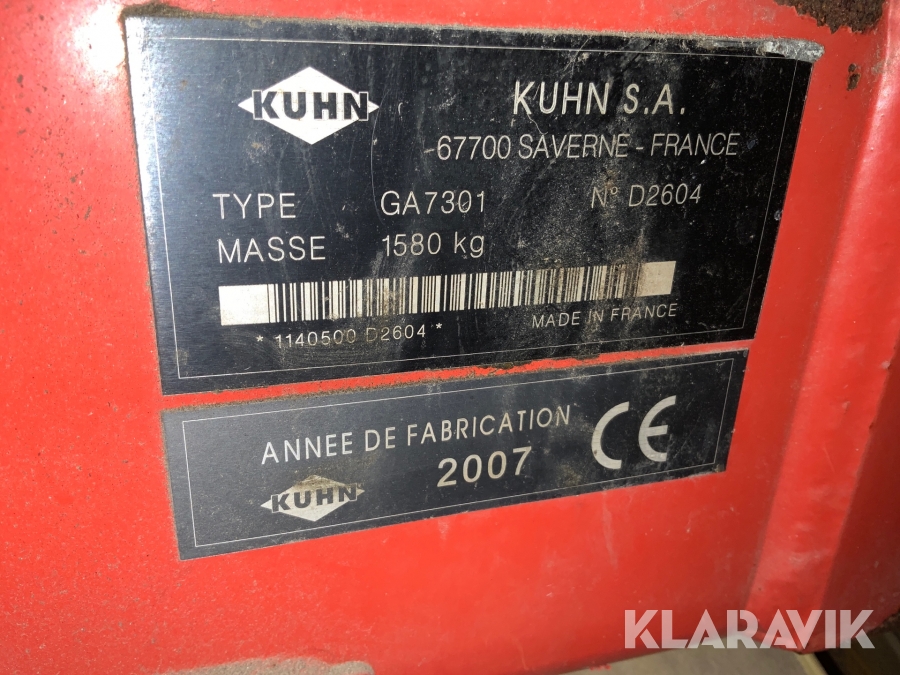 KUHN
KUHN S.A.
67700 SAVERNE - FRANCE
TYPE GA7301 N° D2604
MASSE 1580 kg
* 1140500 D2604 *
MADE IN FRANCE
ANNEE DE FABRICATION
2007
CE
KUHN
KLARAVIK